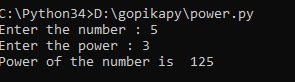 C:\Python34>D:\gopikapy\power.py
Enter the number : 5
Enter the power : 3
Power of the number is  125